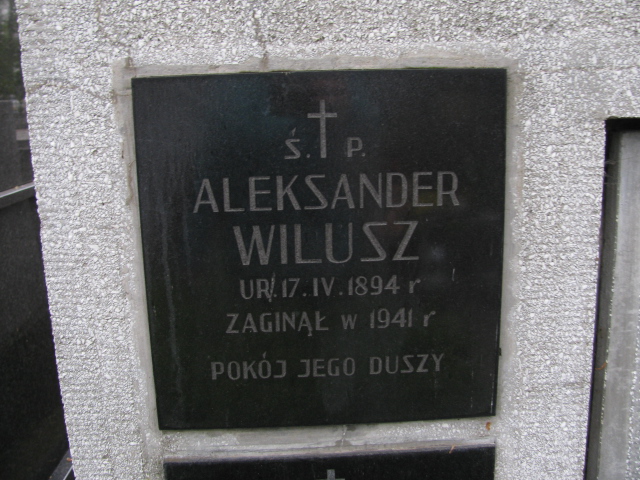 Ś. P.
ALEKSANDER
WILUSZ
UR. 17. IV. 1894 r
ZAGINĄŁ w 1941 r
POKÓJ JEGO DUSZY